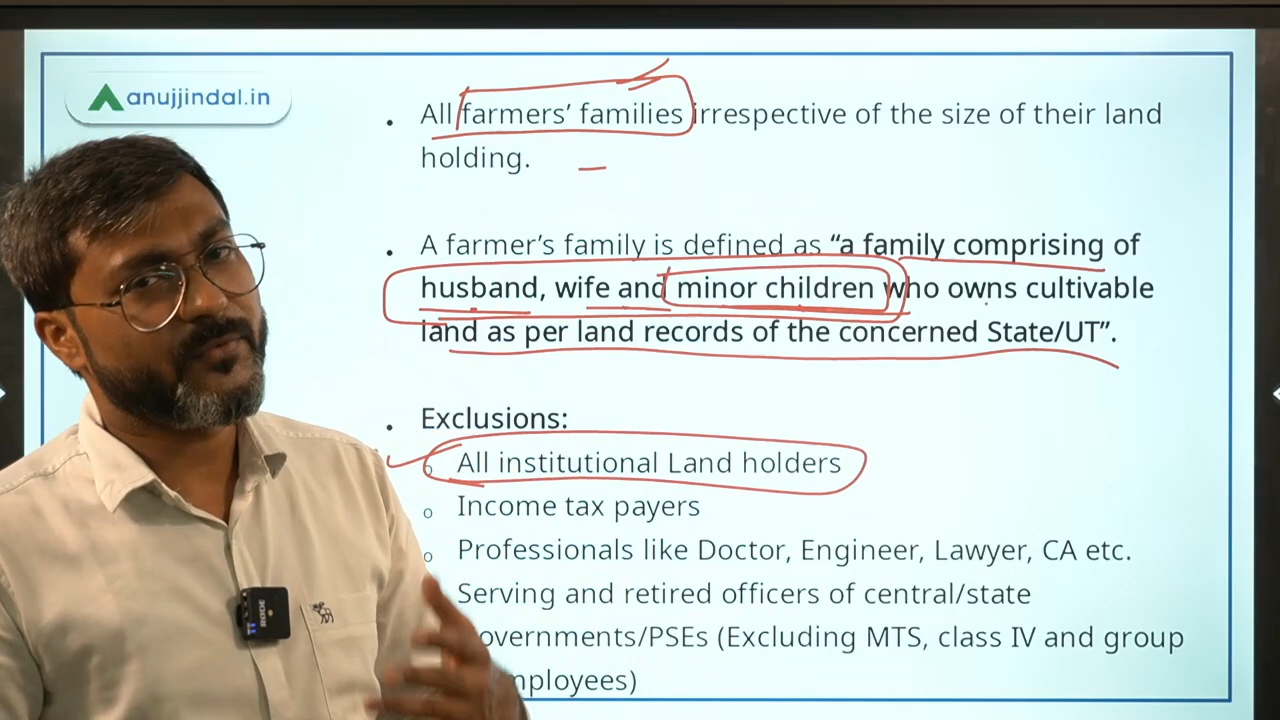 anujjindal.in
All farmers’ families irrespective of the size of their land
holding.
A farmer’s family is defined as “a family comprising of
husband, wife and minor children who owns cultivable
land as per land records of the concerned State/UT”.
Exclusions:
All institutional Land holders
Income tax payers
Professionals like Doctor, Engineer, Lawyer, CA etc.
Serving and retired officers of central/state
overnments/PSEs (Excluding MTS, class IV and group
mployees)
RODE